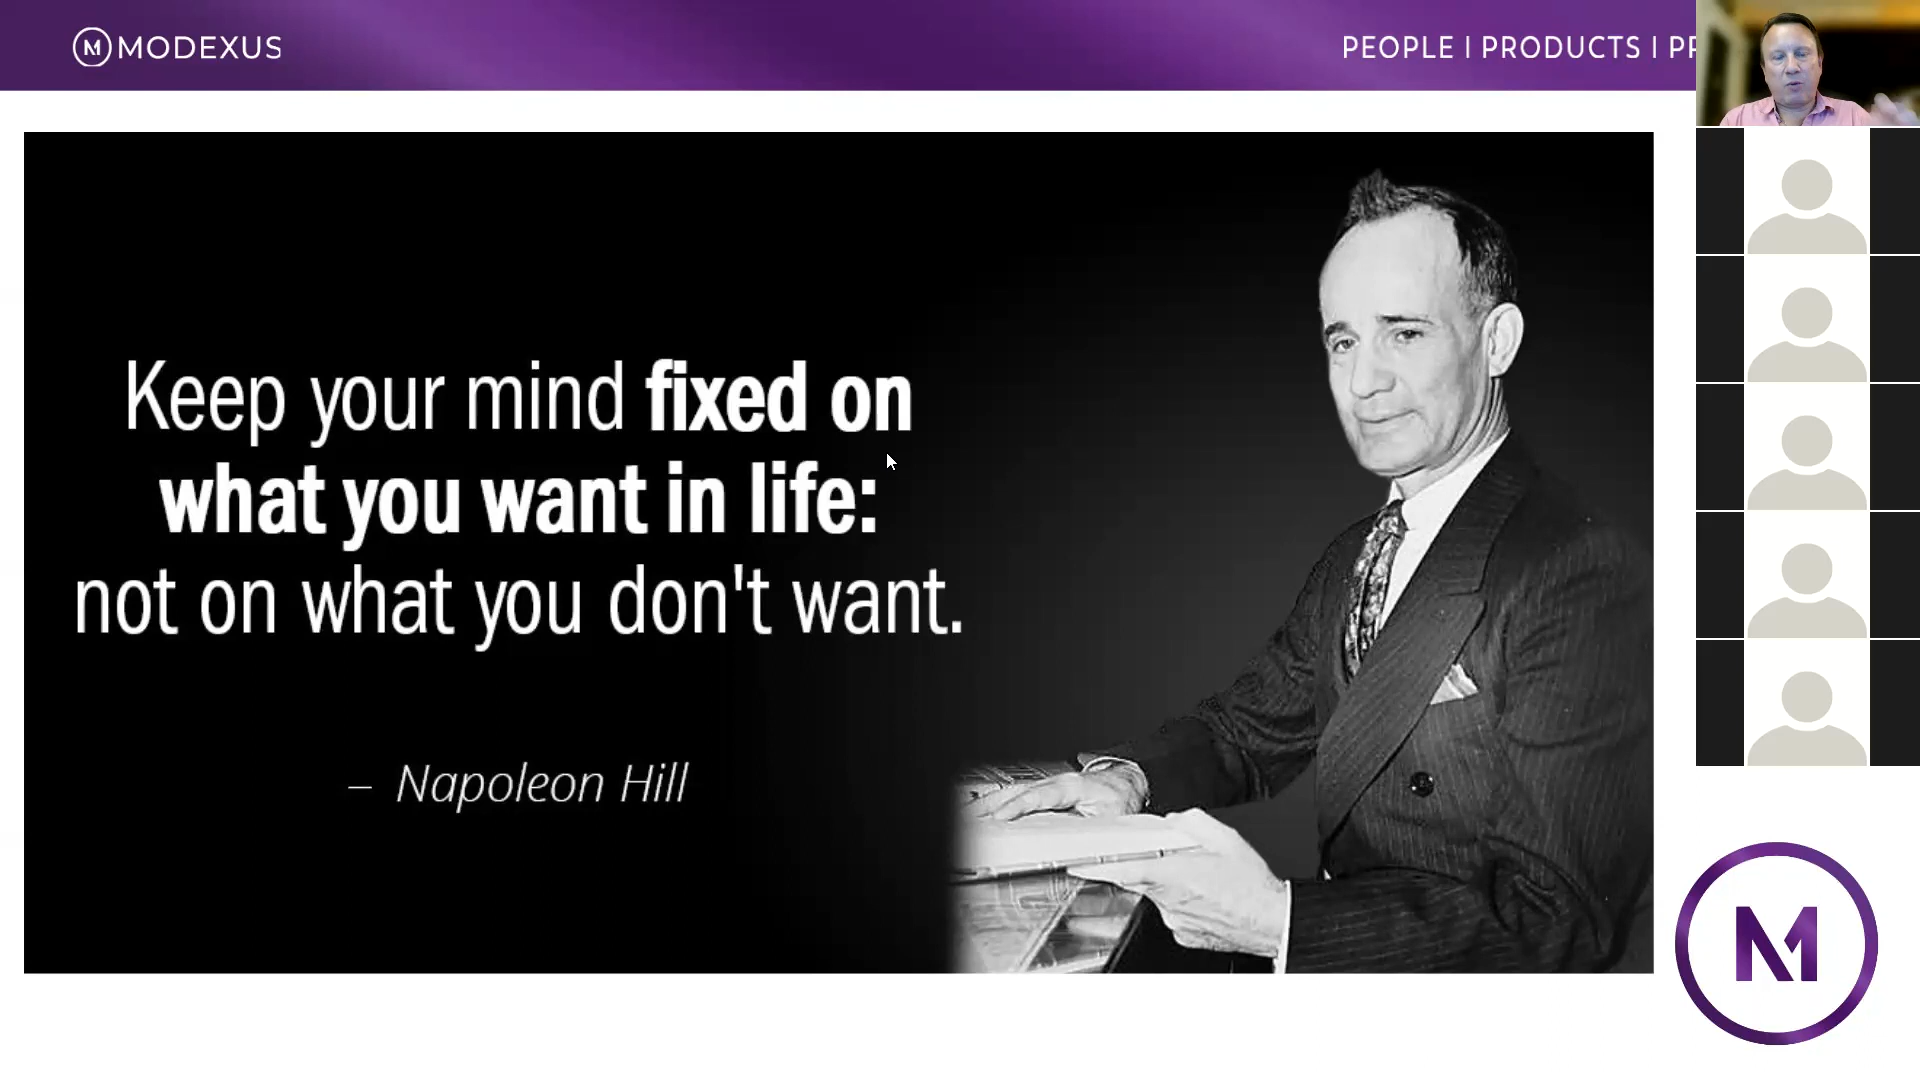 MODEXUS
PEOPLE | PRODUCTS |
Keep your mind fixed on
what you want in life:
not on what you don't want.
– Napoleon Hill
M